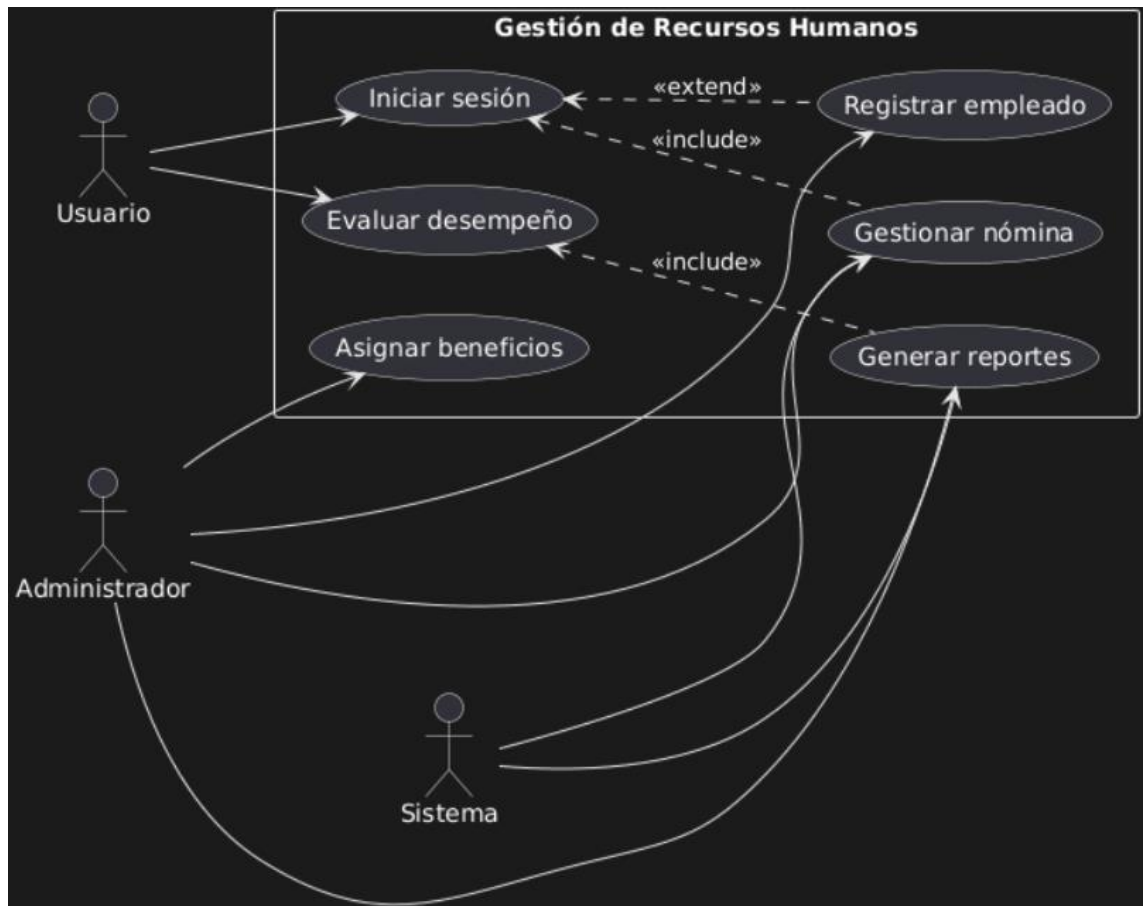 Gestión de Recursos Humanos
Iniciar sesión
«extend»
Registrar empleado
«include»
Usuario
Evaluar desempeño
Gestionar nómina
«include»
Asignar beneficios
Generar reportes
Administrador
Sistema